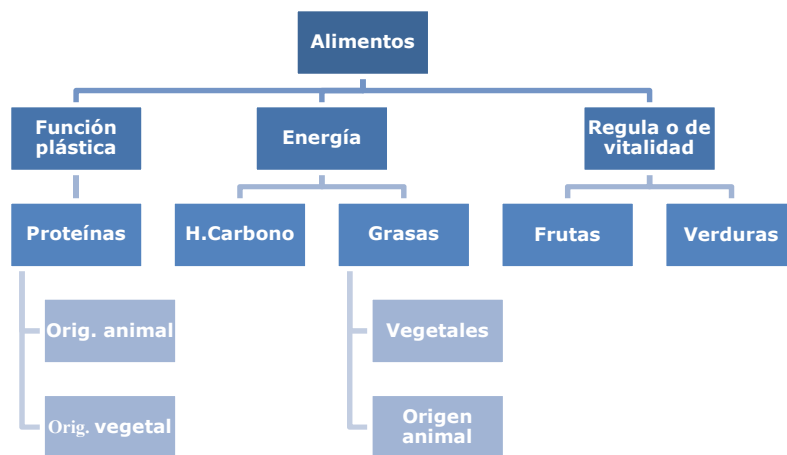 Alimentos
Función
plástica
Energía
Regula o de
vitalidad
Proteínas
H.Carbono
Grasas
Frutas
Verduras
Orig. animal
Vegetales
Orig. vegetal
Origen
animal